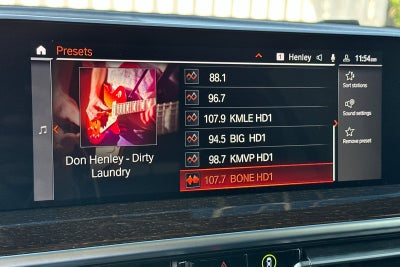 Presets
1 Henley
11:54
88.1
96.7
107.9 KMLE HD1
94.5 BIG HD1
98.7 KMVP HD1
107.7 BONE HD1
Don Henley - Dirty
Laundry
Sort stations
Sound settings
Remove preset